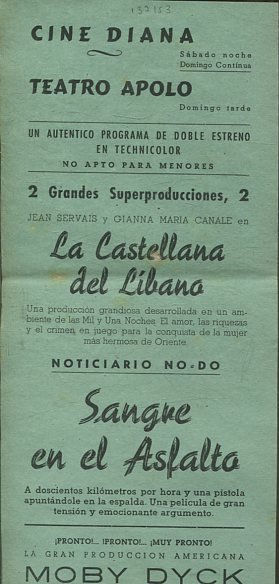 132153
CINE DIANA
Sábado noche
Domingo Contínua
TEATRO APOLO
Domingo tarde
UN AUTENTICO PROGRAMA DE DOBLE ESTRENO
EN TECHNICOLOR
NO APTO PARA MENORES
2 Grandes Superproducciones, 2
JEAN SERVAIS y GIANNA MARIA CANALE en
La Castellana
del Líbano
Una producción grandiosa desarrollada en un am-
biente de las Mil y Una Noches. El amor, las riquezas
y el crimen en juego para la conquista de la mujer
más hermosa de Oriente.
NOTICIARIO NO-DO
Sangre
en el Asfalto
A doscientos kilómetros por hora y una pistola
apuntándole en la espalda. Una película de gran
tensión y emocionante argumento.
¡PRONTO!... ¡PRONTO!... ¡MUY PRONTO!
LA GRAN PRODUCCION AMERICANA
MOBY DYCK